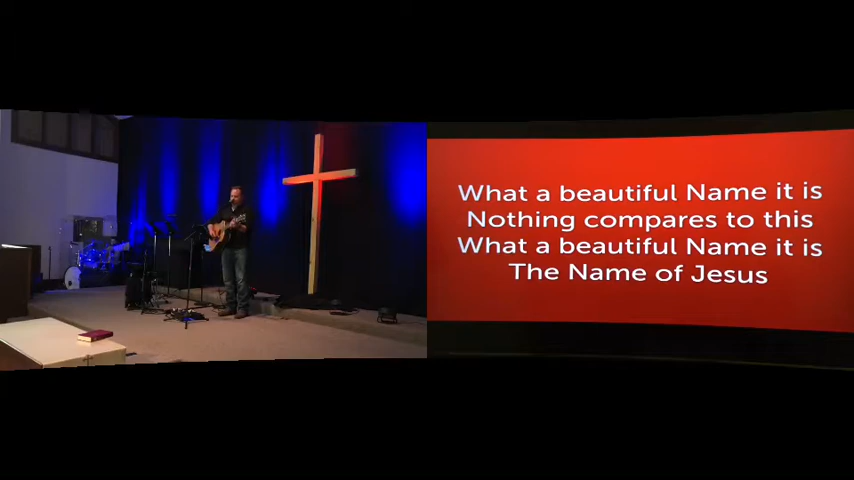 What a beautiful Name it is
Nothing compares to this
What a beautiful Name it is
The Name of Jesus